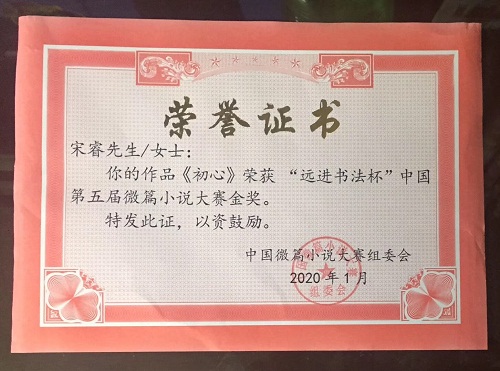 荣誉证书
宋睿先生/女士：
你的作品《初心》荣获“远进书法杯”中国
第五届微篇小说大赛金奖。
特发此证，以资鼓励。
中国微篇小说大赛组委会
2020年1月
组委会